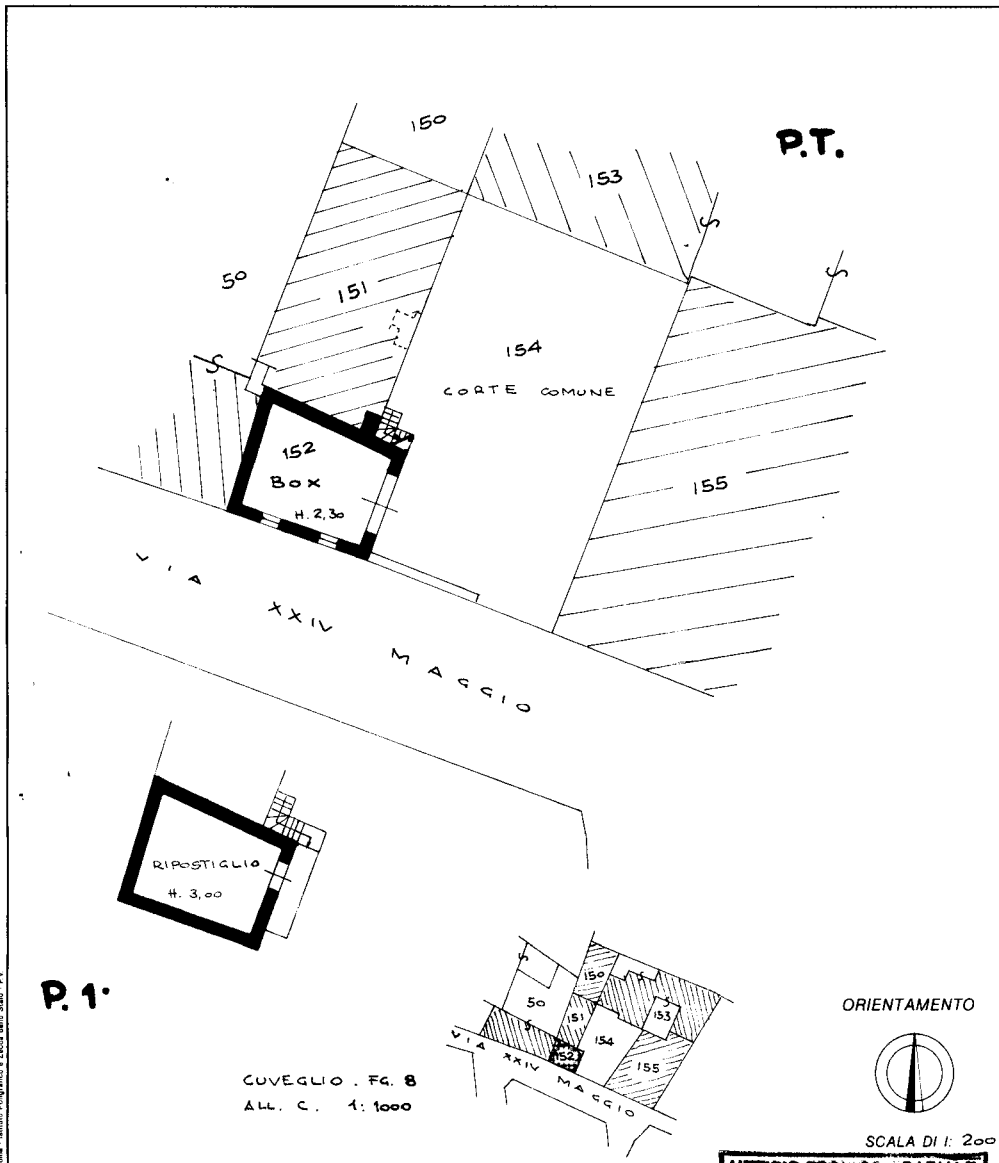 P.T.
150
153
50
151
154
CORTE COMUNE
152
BOX
H. 2,30
155
VIA XXIV MAGGIO
RIPOSTIGLIO
H. 3,00
P. 1°
150
50
151
153
154
152
155
VIA XXIV MAGGIO
CUVEGLIO . FG. 8
ALL. C. 1:1000
ORIENTAMENTO
SCALA DI 1: 200